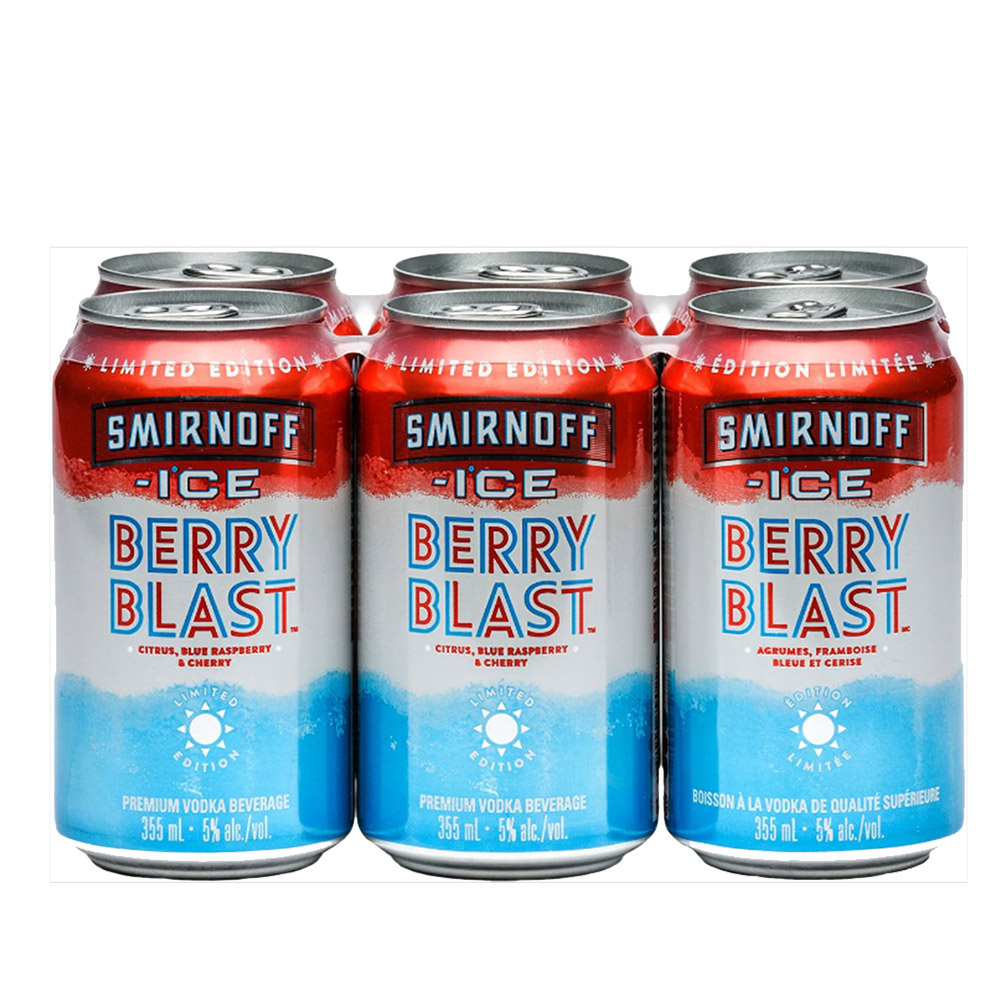 *LIMITED EDITION*
SMIRNOFF
-ICE
BERRY
BLAST™
• CITRUS, BLUE RASPBERRY •
& CHERRY
LIMITED
EDITION
PREMIUM VODKA BEVERAGE
355 mL • 5% alc./vol.
*LIMITED EDITION*
SMIRNOFF
-ICE
BERRY
BLAST™
• CITRUS, BLUE RASPBERRY •
& CHERRY
LIMITED
EDITION
PREMIUM VODKA BEVERAGE
355 mL • 5% alc./vol.
*ÉDITION LIMITÉE*
SMIRNOFF
-ICE
BERRY
BLAST MC
• AGRUMES, FRAMBOISE •
BLEUE ET CERISE
ÉDITION
LIMITÉE
BOISSON À LA VODKA DE QUALITÉ SUPÉRIEURE
355 mL • 5% alc./vol.